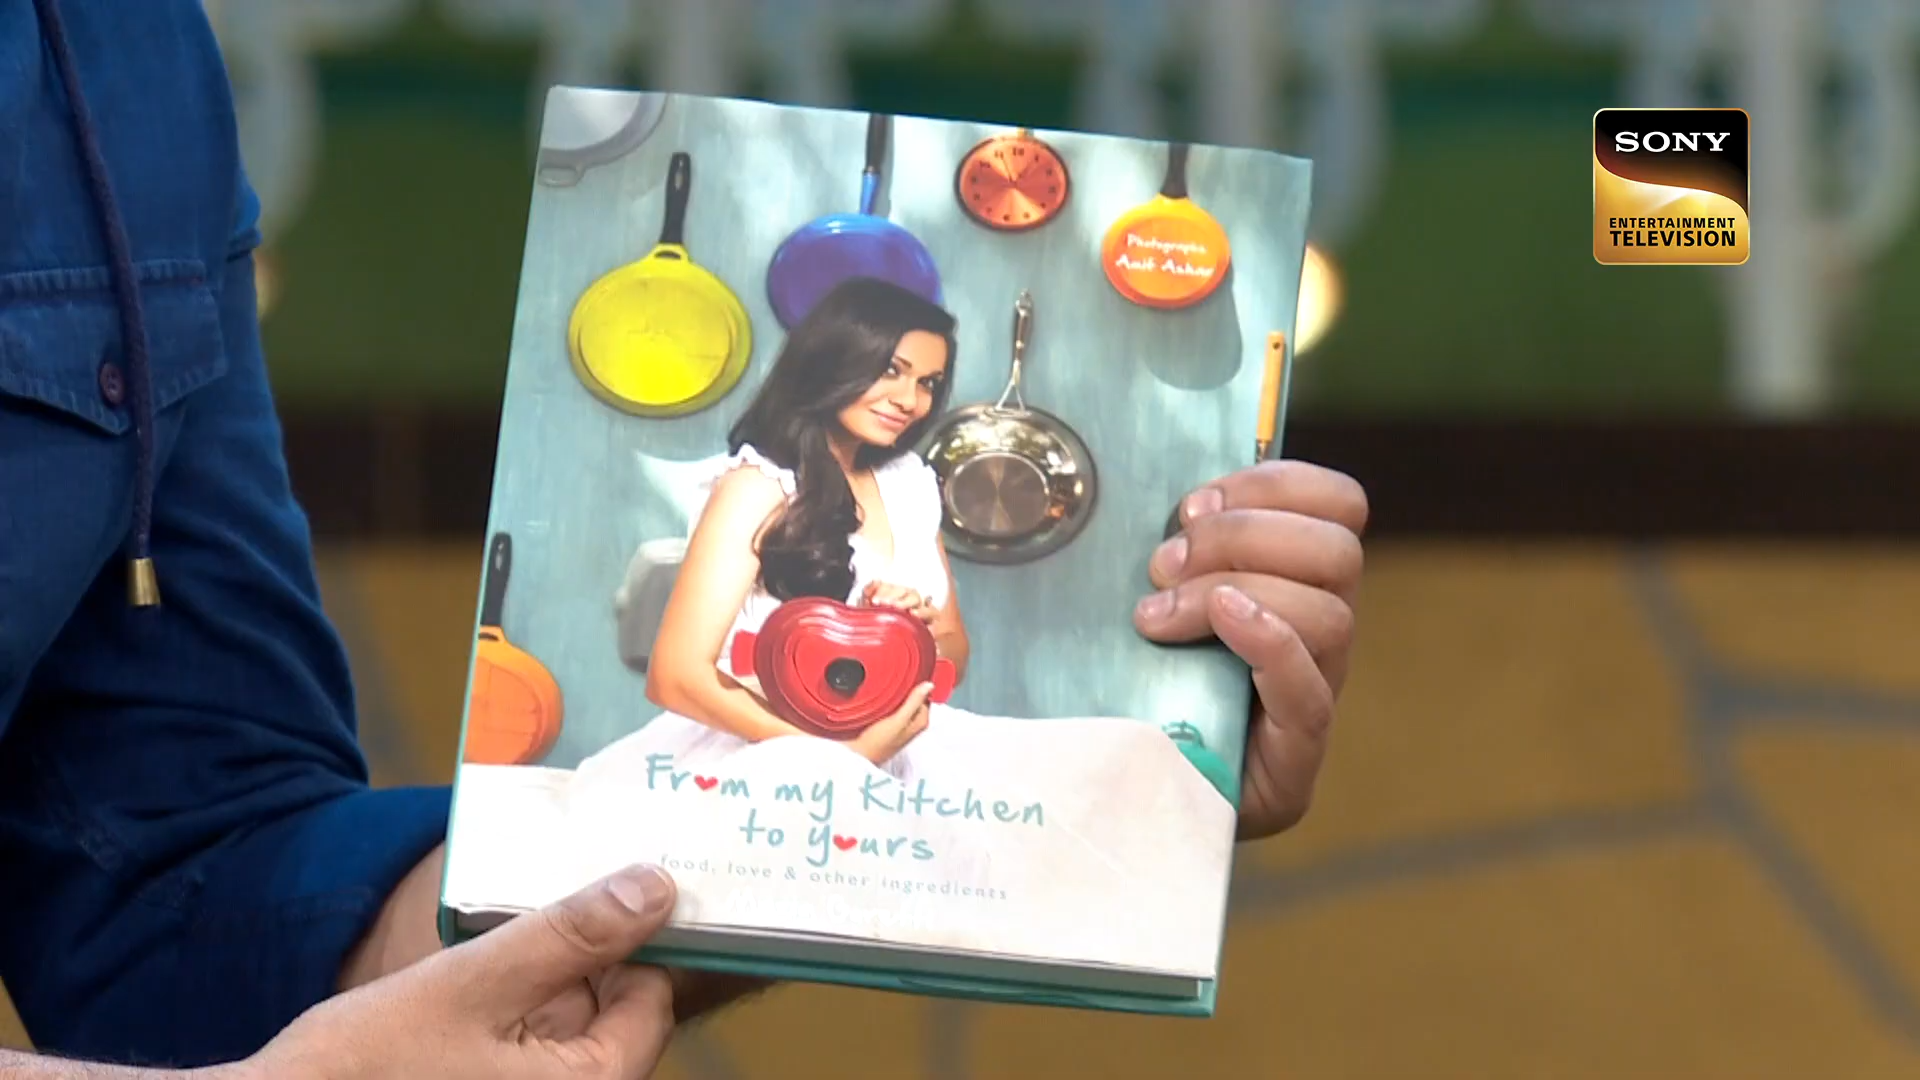 SONY
ENTERTAINMENT
TELEVISION
Photographs
Amit Ashar
From my Kitchen
to yours
food, love & other ingredients